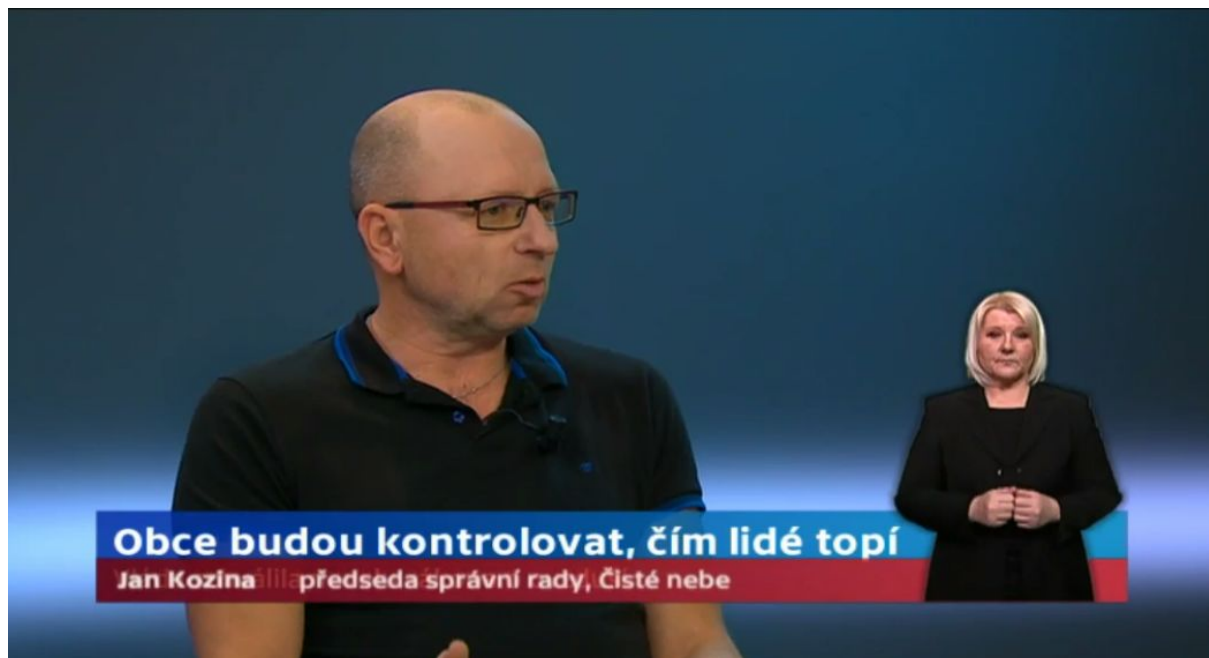 Obce budou kontrolovat, čím lidé topí
Jan Kozina předseda správní rady, Čisté nebe